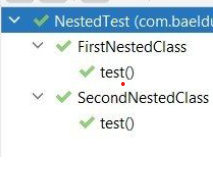 NestedTest (com.baeldu
FirstNestedClass
test()
SecondNestedClass
test()